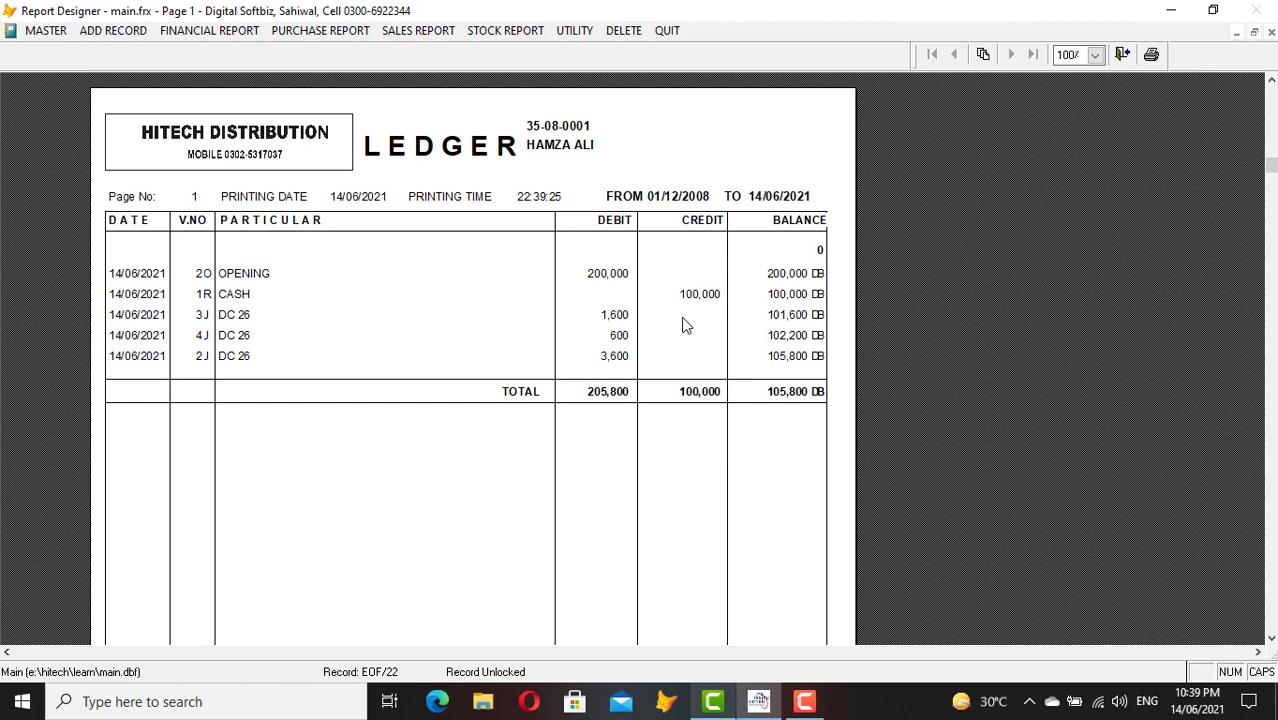 Report Designer - main.frx - Page 1 - Digital Softbiz, Sahiwal, Cell 0300-6922344
MASTER ADD RECORD FINANCIAL REPORT PURCHASE REPORT SALES REPORT STOCK REPORT UTILITY DELETE QUIT
100%
HITECH DISTRIBUTION
MOBILE 0302-5317037
LEDGER
35-08-0001
HAMZA ALI
Page No: 1 PRINTING DATE 14/06/2021 PRINTING TIME 22:39:25 FROM 01/12/2008 TO 14/06/2021
DATE V.NO PARTICULAR DEBIT CREDIT BALANCE
0
14/06/2021 2O OPENING 200,000 200,000 DB
14/06/2021 1R CASH 100,000 100,000 DB
14/06/2021 3J DC 26 1,600 101,600 DB
14/06/2021 4J DC 26 600 102,200 DB
14/06/2021 2J DC 26 3,600 105,800 DB
TOTAL 205,800 100,000 105,800 DB
Main (e:\hitech\learn\main.dbf) Record: EOF/22 Record Unlocked NUM CAPS
Type here to search 30°C ENG 10:39 PM
14/06/2021